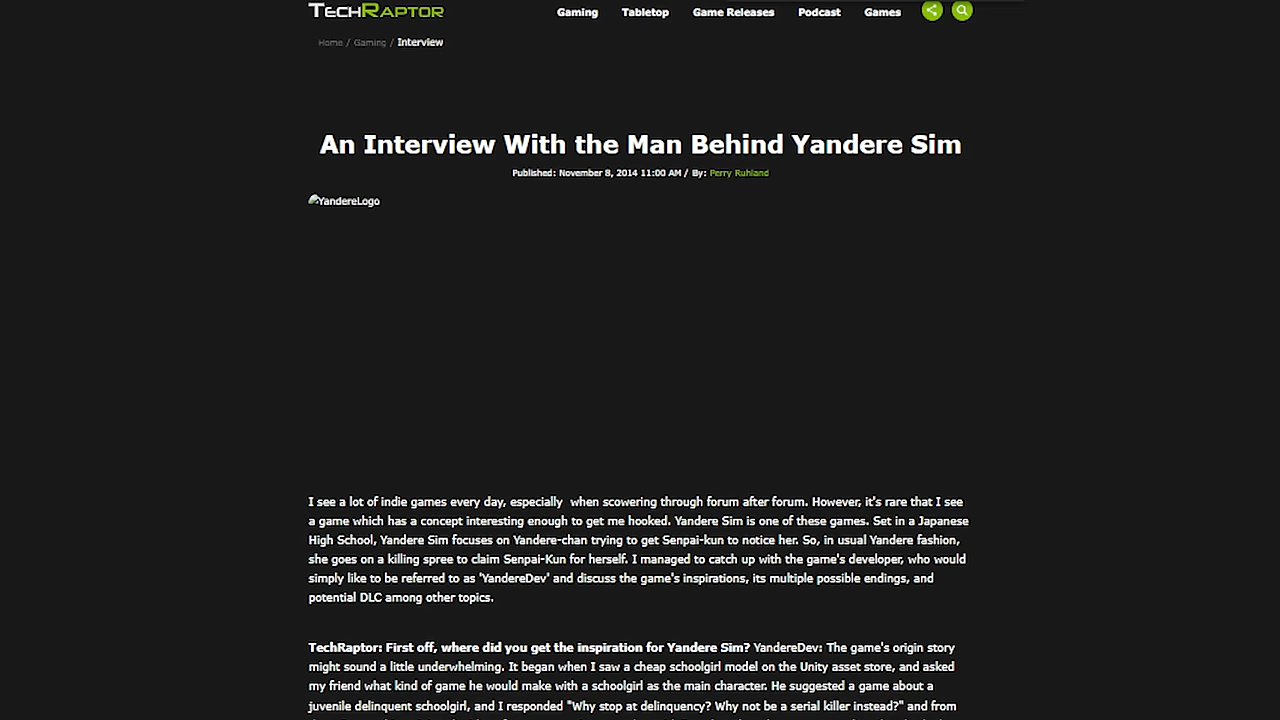 TECHRAPTOR
Gaming Tabletop Game Releases Podcast Games
Home / Gaming / Interview
An Interview With the Man Behind Yandere Sim
Published: November 8, 2014 11:00 AM / By: Perry Ruhland
YandereLogo
I see a lot of indie games every day, especially  when scowering through forum after forum. However, it's rare that I see
a game which has a concept interesting enough to get me hooked. Yandere Sim is one of these games. Set in a Japanese
High School, Yandere Sim focuses on Yandere-chan trying to get Senpai-kun to notice her. So, in usual Yandere fashion,
she goes on a killing spree to claim Senpai-Kun for herself. I managed to catch up with the game's developer, who would
simply like to be referred to as 'YandereDev' and discuss the game's inspirations, its multiple possible endings, and
potential DLC among other topics.
TechRaptor: First off, where did you get the inspiration for Yandere Sim? YandereDev: The game's origin story
might sound a little underwhelming. It began when I saw a cheap schoolgirl model on the Unity asset store, and asked
my friend what kind of game he would make with a schoolgirl as the main character. He suggested a game about a
juvenile delinquent schoolgirl, and I responded "Why stop at delinquency? Why not be a serial killer instead?" and from